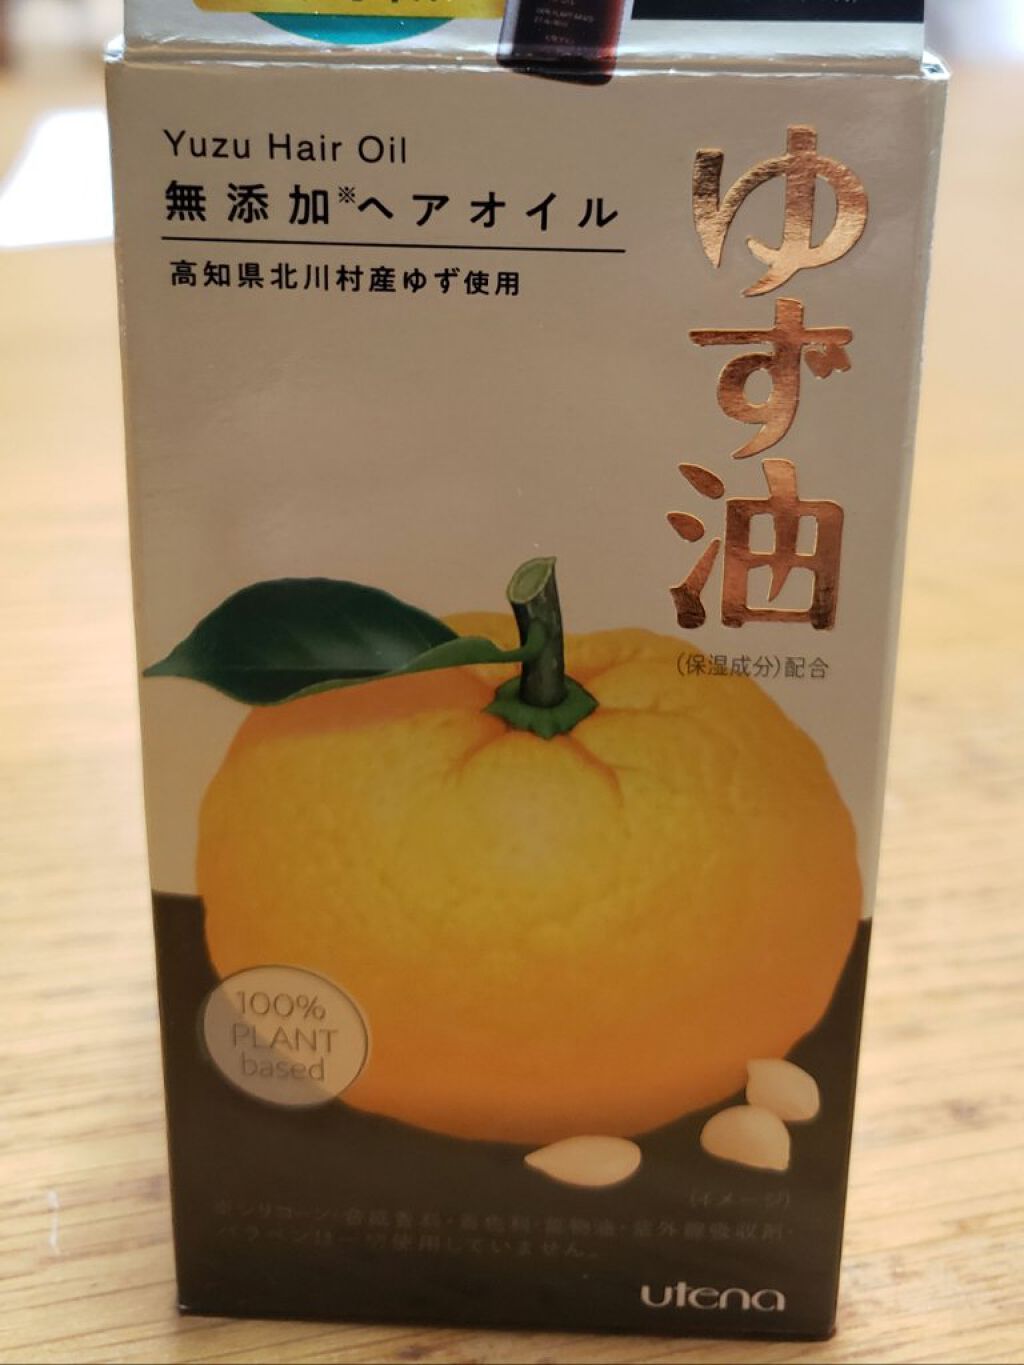 Yuzu Hair Oil
無添加※ヘアオイル
高知県北川村産ゆず使用
ゆず油
(保湿成分)配合
100%
PLANT
based
(イメージ)
※シリコーン・合成香料・着色料・鉱物油・紫外線吸収剤・
パラベンは一切使用していません。
utena